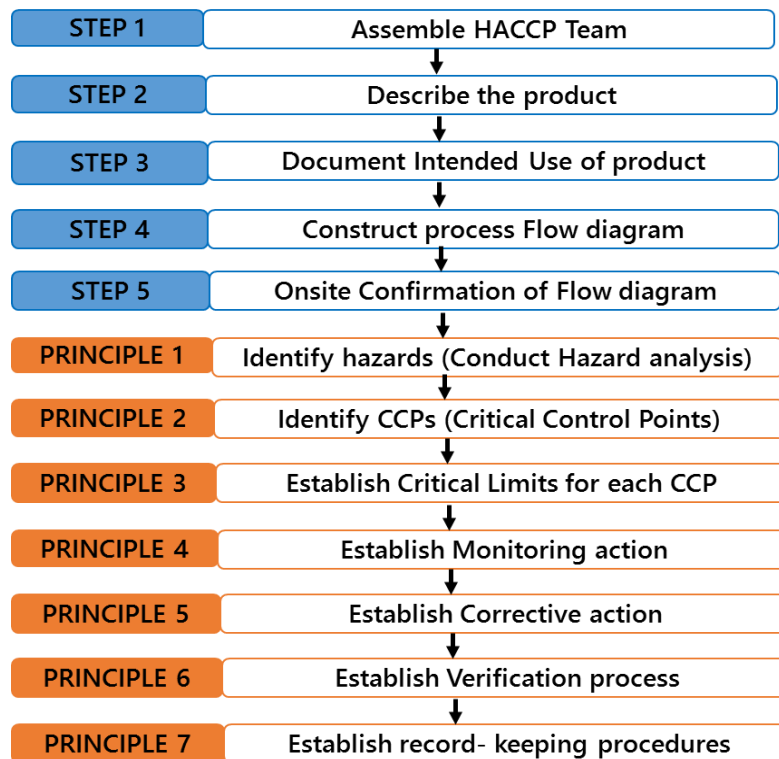 STEP 1 Assemble HACCP Team
STEP 2 Describe the product
STEP 3 Document Intended Use of product
STEP 4 Construct process Flow diagram
STEP 5 Onsite Confirmation of Flow diagram
PRINCIPLE 1 Identify hazards (Conduct Hazard analysis)
PRINCIPLE 2 Identify CCPs (Critical Control Points)
PRINCIPLE 3 Establish Critical Limits for each CCP
PRINCIPLE 4 Establish Monitoring action
PRINCIPLE 5 Establish Corrective action
PRINCIPLE 6 Establish Verification process
PRINCIPLE 7 Establish record- keeping procedures